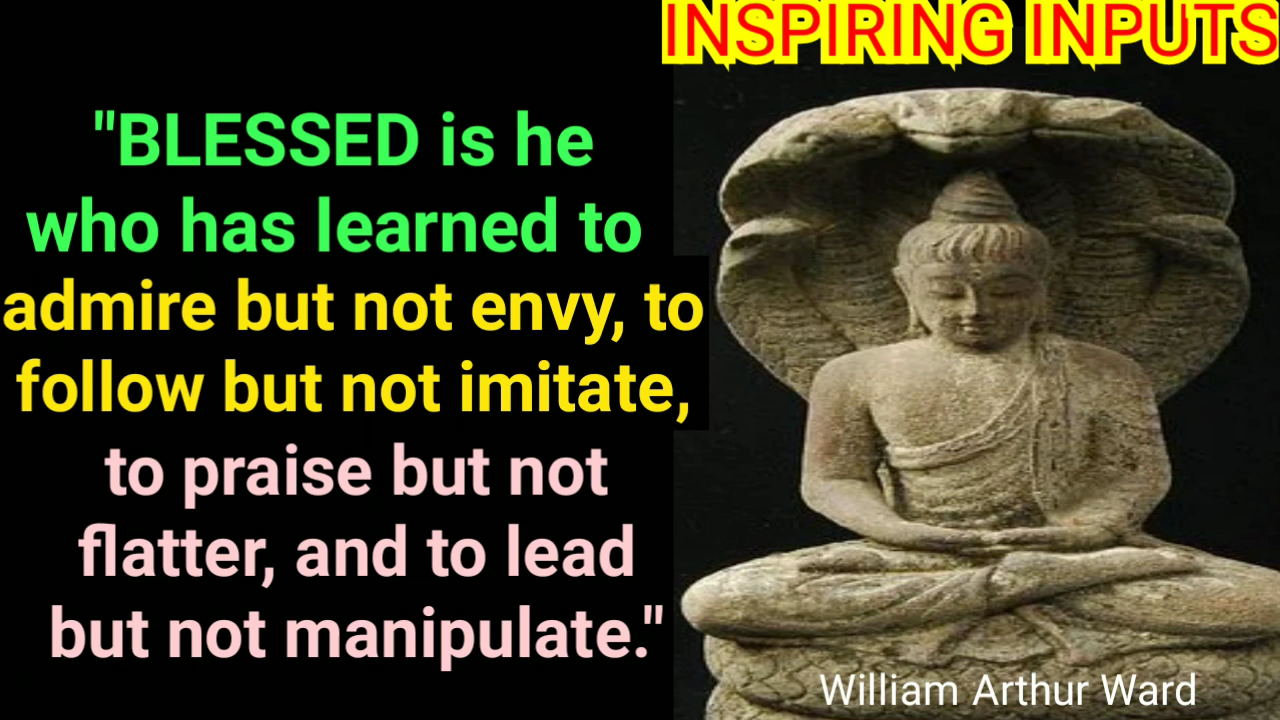 INSPIRING INPUTS
"BLESSED is he
who has learned to
admire but not envy, to
follow but not imitate,
to praise but not
flatter, and to lead
but not manipulate."
William Arthur Ward